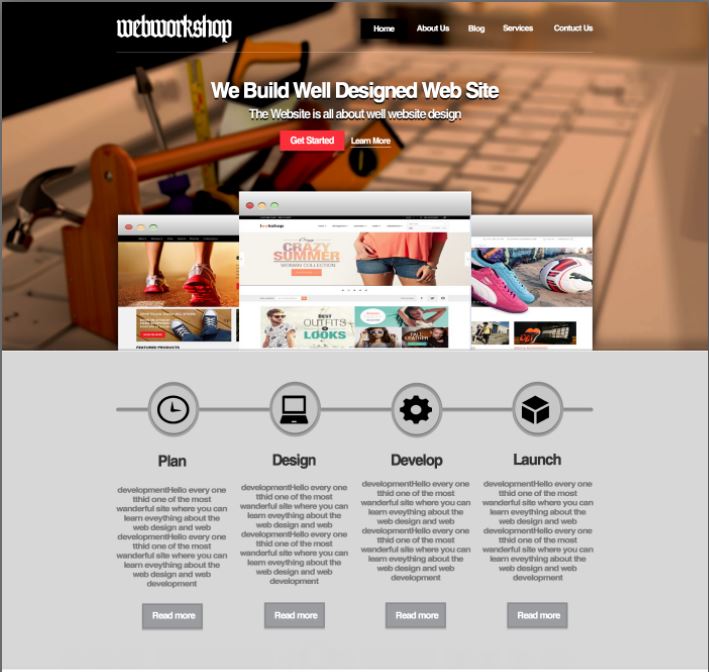 webworkshop
Home About Us Blog Services Contuct Us
We Build Well Designed Web Site
The Website is all about well website design
Get Started Learn More
CRAZY
SUMMER
WOMAN COLLECTION
BEST
OUTFITS
LOOKS
FEATURED PRODUCTS
Plan
developmentHello every one
tthid one of the most
wanderful site where you can
learn eveything about the
web design and web
developmentHello every one
tthid one of the most
wanderful site where you can
learn eveything about the
web design and web
development
Read more
Design
developmentHello every one
tthid one of the most
wanderful site where you can
learn eveything about the
web design and web
developmentHello every one
tthid one of the most
wanderful site where you can
learn eveything about the
web design and web
development
Read more
Develop
developmentHello every one
tthid one of the most
wanderful site where you can
learn eveything about the
web design and web
developmentHello every one
tthid one of the most
wanderful site where you can
learn eveything about the
web design and web
development
Read more
Launch
developmentHello every one
tthid one of the most
wanderful site where you can
learn eveything about the
web design and web
developmentHello every one
tthid one of the most
wanderful site where you can
learn eveything about the
web design and web
development
Read more